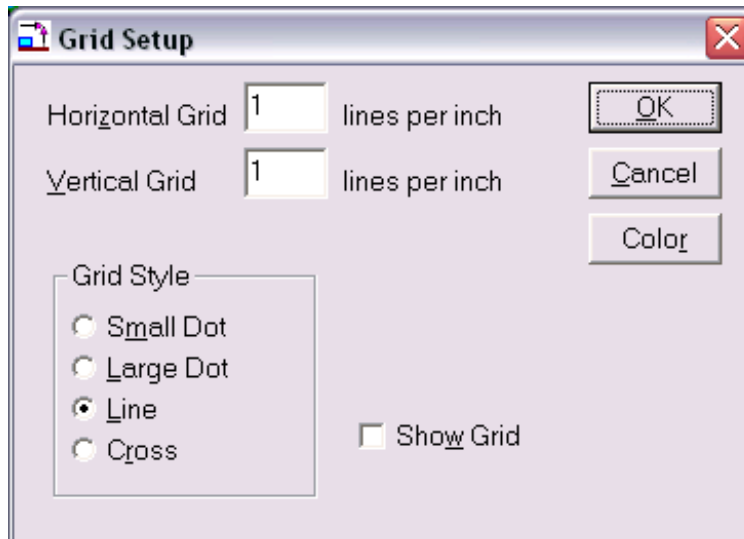 Grid Setup
Horizontal Grid 1 lines per inch
OK
Vertical Grid 1 lines per inch
Cancel
Color
Grid Style
Small Dot
Large Dot
Line
Cross
Show Grid